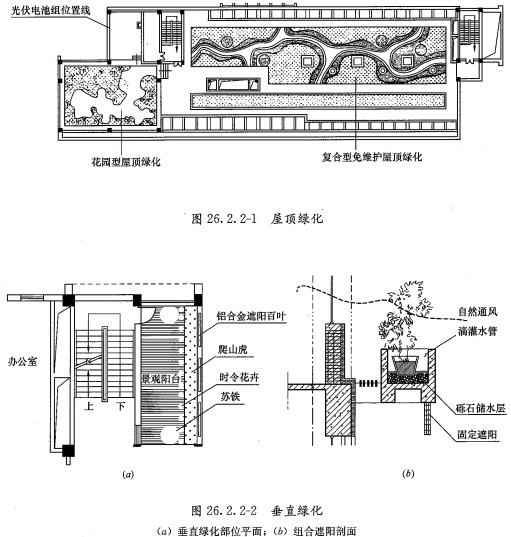 光伏电池组位置线
花园型屋顶绿化
复合型免维护屋顶绿化
图 26.2.2-1 屋顶绿化
办公室
上
下
景观阳台
铝合金遮阳百叶
爬山虎
时令花卉
苏铁
(a)
自然通风
滴灌水管
砾石储水层
固定遮阳
(b)
图 26.2.2-2 垂直绿化
(a) 垂直绿化部位平面；(b) 组合遮阳剖面